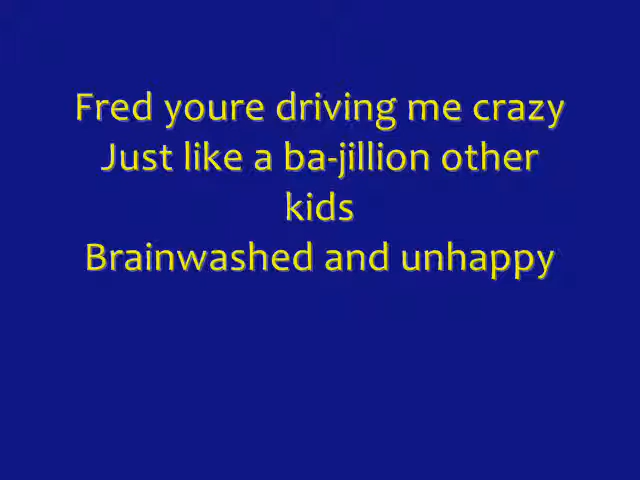 Fred youre driving me crazy
Just like a ba-jillion other
kids
Brainwashed and unhappy